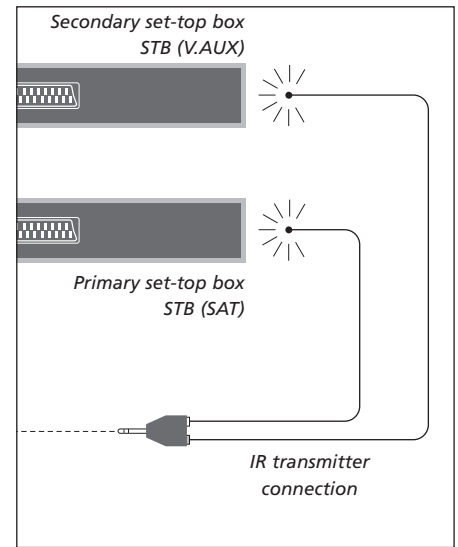 Secondary set-top box
STB (V.AUX)
Primary set-top box
STB (SAT)
IR transmitter
connection